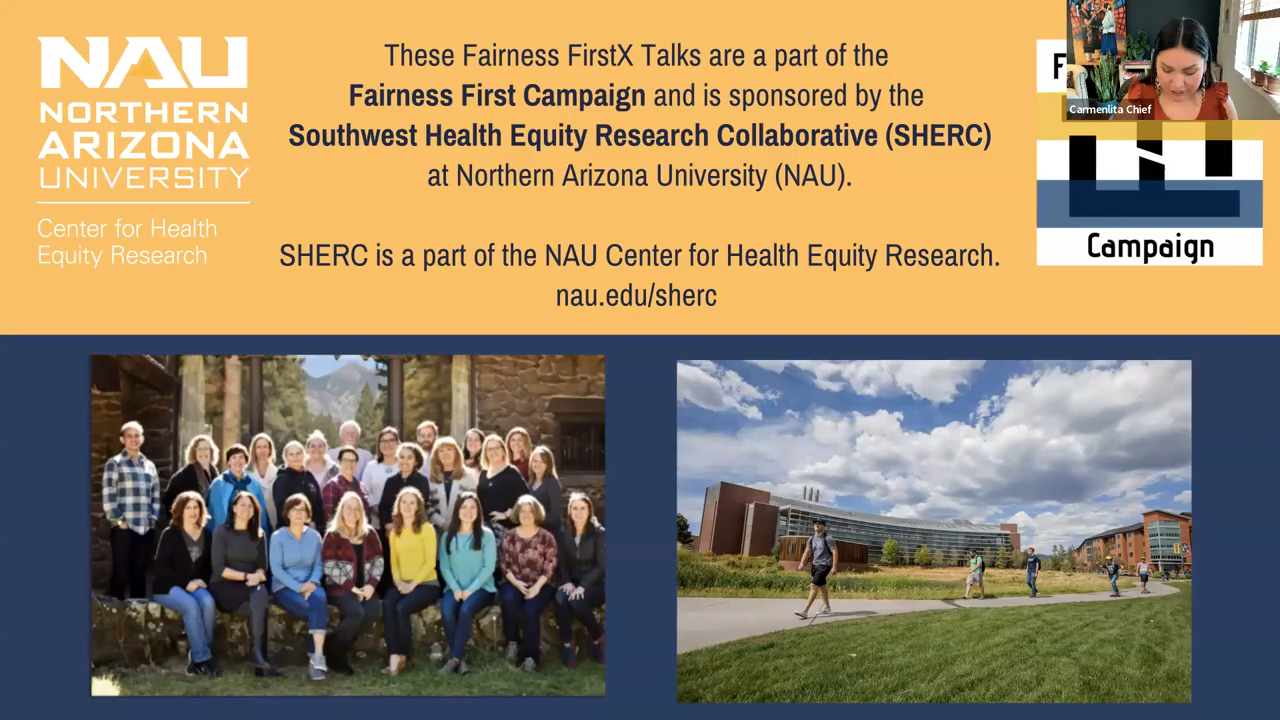 NAU
NORTHERN
ARIZONA
UNIVERSITY
Center for Health
Equity Research
These Fairness FirstX Talks are a part of the
Fairness First Campaign and is sponsored by the
Southwest Health Equity Research Collaborative (SHERC)
at Northern Arizona University (NAU).
SHERC is a part of the NAU Center for Health Equity Research.
nau.edu/sherc
Carmenlita Chief
Campaign